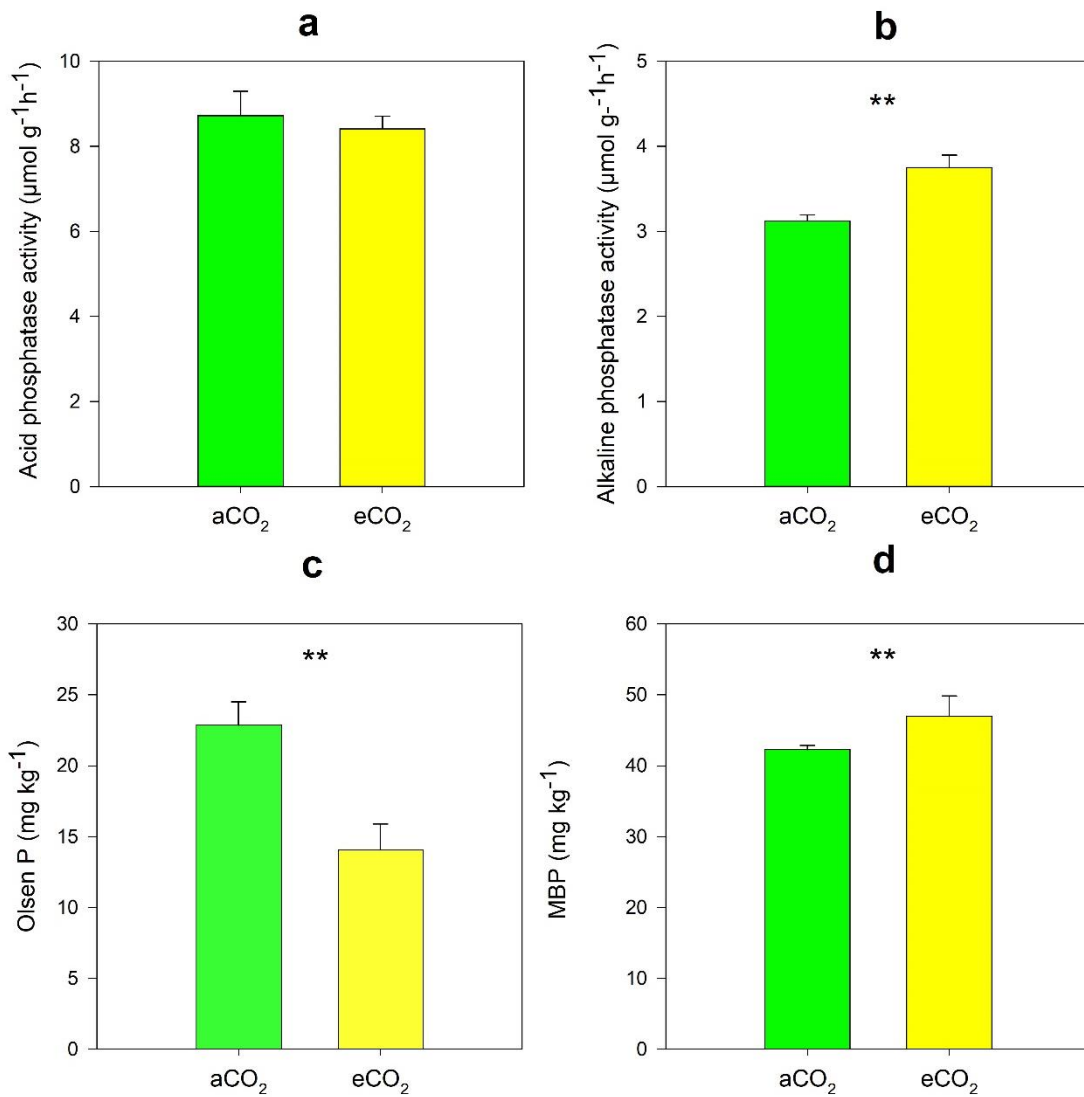 a
Acid phosphatase activity (µmol g⁻¹h⁻¹)
10
8
6
4
2
0
aCO₂ eCO₂
b
Alkaline phosphatase activity (µmol g-⁻¹h⁻¹)
**
5
4
3
2
1
0
aCO₂ eCO₂
c
Olsen P (mg kg⁻¹)
**
30
25
20
15
10
5
0
aCO₂ eCO₂
d
MBP (mg kg⁻¹)
**
60
50
40
30
20
10
0
aCO₂ eCO₂